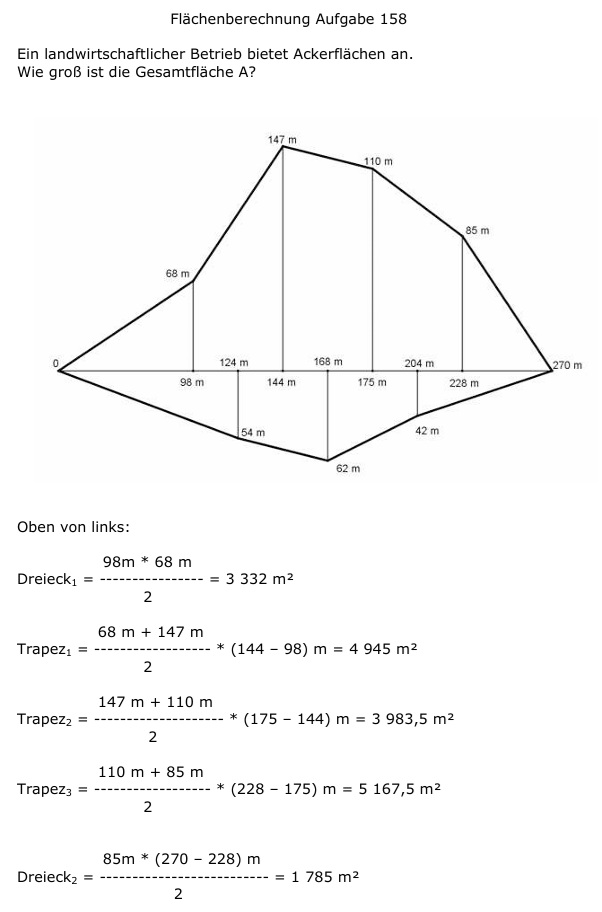 Flächenberechnung Aufgabe 158
Ein landwirtschaftlicher Betrieb bietet Ackerflächen an.
Wie groß ist die Gesamtfläche A?
147 m
110 m
85 m
68 m
0
124 m
168 m
204 m
270 m
98 m
144 m
175 m
228 m
54 m
42 m
62 m
Oben von links:
98m * 68 m
Dreieck₁ = ---------------- = 3 332 m²
2
68 m + 147 m
Trapez₁ = ------------------ * (144 – 98) m = 4 945 m²
2
147 m + 110 m
Trapez₂ = -------------------- * (175 – 144) m = 3 983,5 m²
2
110 m + 85 m
Trapez₃ = ------------------ * (228 – 175) m = 5 167,5 m²
2
85m * (270 – 228) m
Dreieck₂ = -------------------------- = 1 785 m²
2